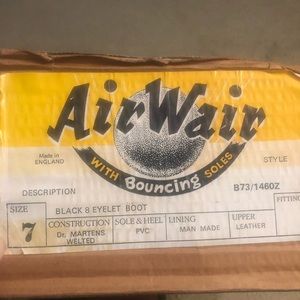 AirWair
Made in
ENGLAND
WITH Bouncing SOLES
STYLE
DESCRIPTION
B73/1460Z
SIZE
BLACK 8 EYELET BOOT
FITTING
7
CONSTRUCTION
SOLE & HEEL
LINING
UPPER
Dr. MARTENS
PVC
MAN MADE
LEATHER
WELTED